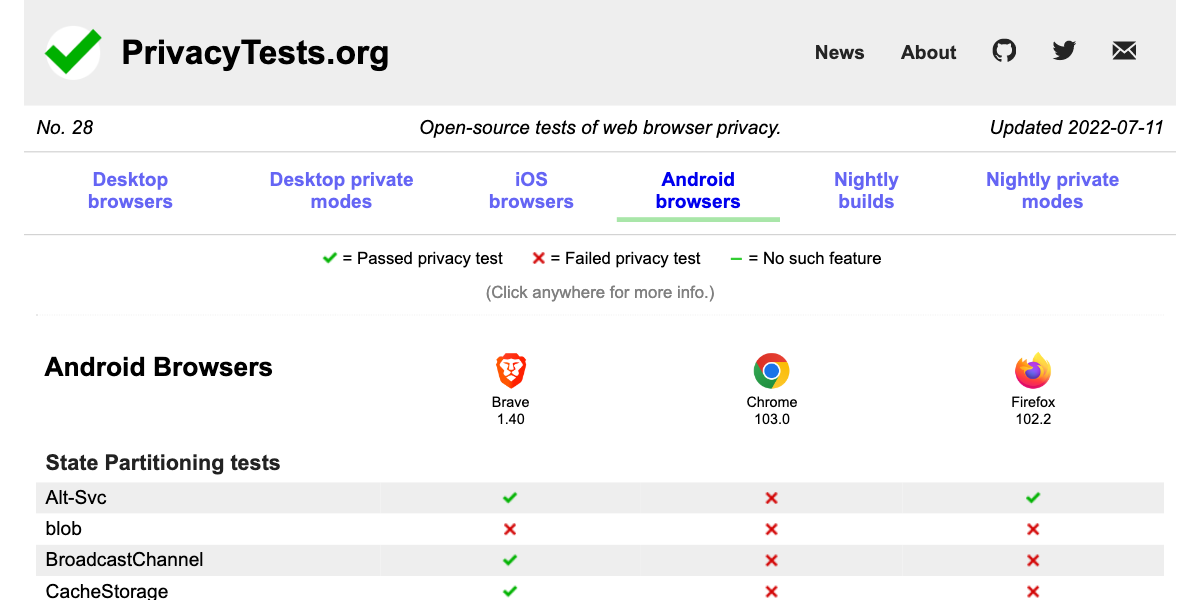 PrivacyTests.org
News About
No. 28 Open-source tests of web browser privacy. Updated 2022-07-11
Desktop browsers
Desktop private modes
iOS browsers
Android browsers
Nightly builds
Nightly private modes
= Passed privacy test = Failed privacy test = No such feature
(Click anywhere for more info.)
Android Browsers
Brave 1.40
Chrome 103.0
Firefox 102.2
State Partitioning tests
Alt-Svc
blob
BroadcastChannel
CacheStorage